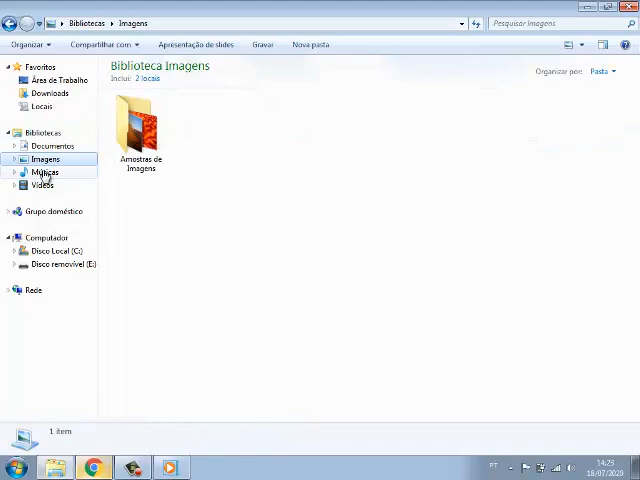 Bibliotecas Imagens Pesquisar Imagens
Organizar Compartilhar com Apresentação de slides Gravar Nova pasta
Favoritos
Área de Trabalho
Downloads
Locais
Bibliotecas
Documentos
Imagens
Músicas
Vídeos
Grupo doméstico
Computador
Disco Local (C:)
Disco removível (E:)
Rede
Biblioteca Imagens
Inclui: 2 locais
Organizar por: Pasta
Amostras de
Imagens
1 item
PT
14:23
18/07/2020